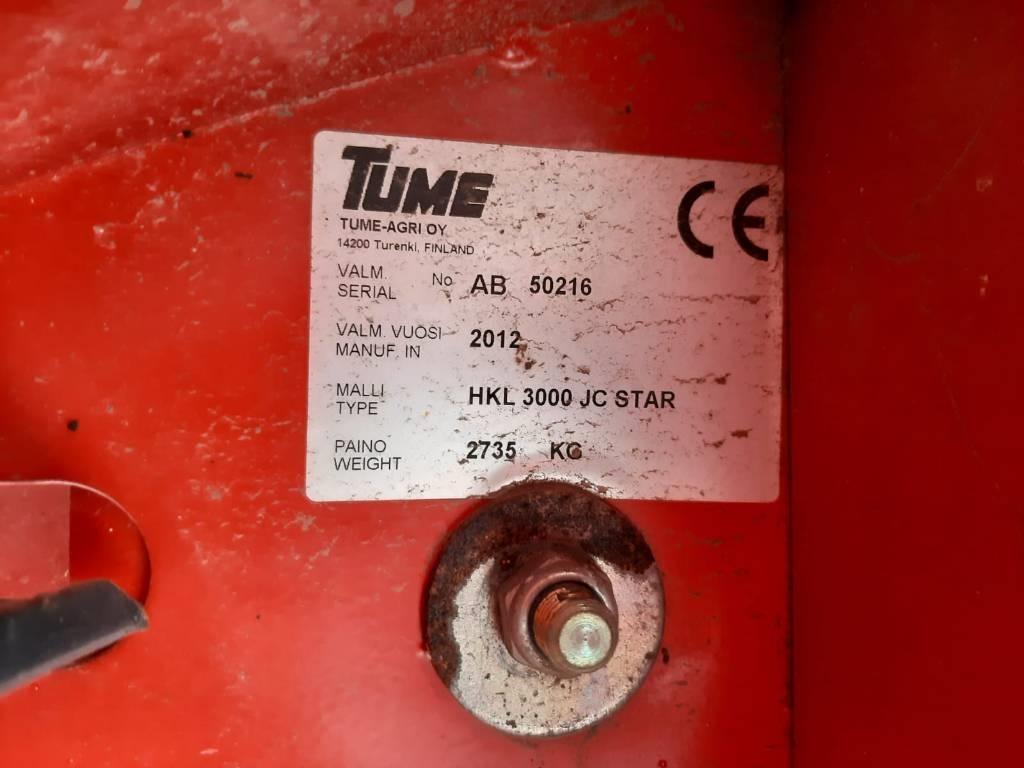 TUME
CE
TUME-AGRI OY
14200 Turenki, FINLAND
VALM. No AB 50216
SERIAL
VALM. VUOSI 2012
MANUF. IN
MALLI HKL 3000 JC STAR
TYPE
PAINO 2735 KG
WEIGHT